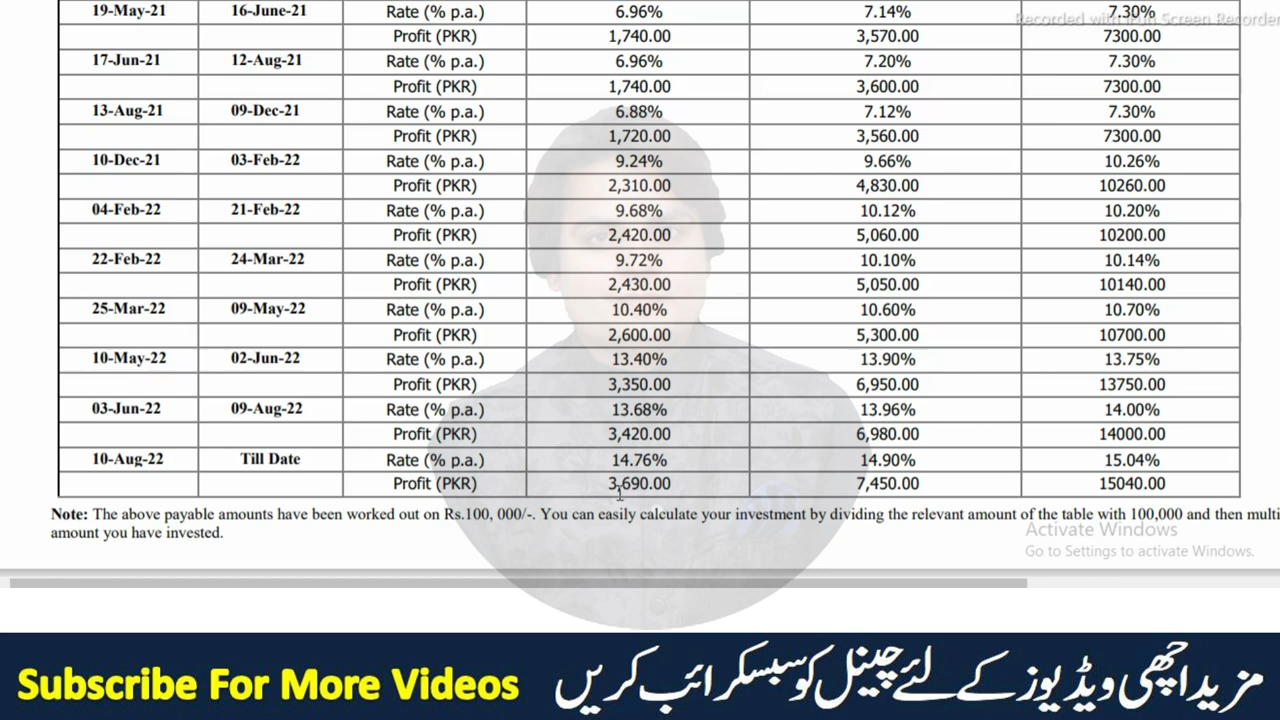 19-May-21 16-June-21 Rate (% p.a.) 6.96% 7.14% 7.30%
Recorded with iFun Screen Recorder
Profit (PKR) 1,740.00 3,570.00 7300.00
17-Jun-21 12-Aug-21 Rate (% p.a.) 6.96% 7.20% 7.30%
Profit (PKR) 1,740.00 3,600.00 7300.00
13-Aug-21 09-Dec-21 Rate (% p.a.) 6.88% 7.12% 7.30%
Profit (PKR) 1,720.00 3,560.00 7300.00
10-Dec-21 03-Feb-22 Rate (% p.a.) 9.24% 9.66% 10.26%
Profit (PKR) 2,310.00 4,830.00 10260.00
04-Feb-22 21-Feb-22 Rate (% p.a.) 9.68% 10.12% 10.20%
Profit (PKR) 2,420.00 5,060.00 10200.00
22-Feb-22 24-Mar-22 Rate (% p.a.) 9.72% 10.10% 10.14%
Profit (PKR) 2,430.00 5,050.00 10140.00
25-Mar-22 09-May-22 Rate (% p.a.) 10.40% 10.60% 10.70%
Profit (PKR) 2,600.00 5,300.00 10700.00
10-May-22 02-Jun-22 Rate (% p.a.) 13.40% 13.90% 13.75%
Profit (PKR) 3,350.00 6,950.00 13750.00
03-Jun-22 09-Aug-22 Rate (% p.a.) 13.68% 13.96% 14.00%
Profit (PKR) 3,420.00 6,980.00 14000.00
10-Aug-22 Till Date Rate (% p.a.) 14.76% 14.90% 15.04%
Profit (PKR) 3,690.00 7,450.00 15040.00
Note: The above payable amounts have been worked out on Rs.100, 000/-. You can easily calculate your investment by dividing the relevant amount of the table with 100,000 and then multi
amount you have invested.
Activate Windows
Go to Settings to activate Windows.
Subscribe For More Videos مزید اچھی ویڈیوز کے لئے چینل کو سبسکرائب کریں